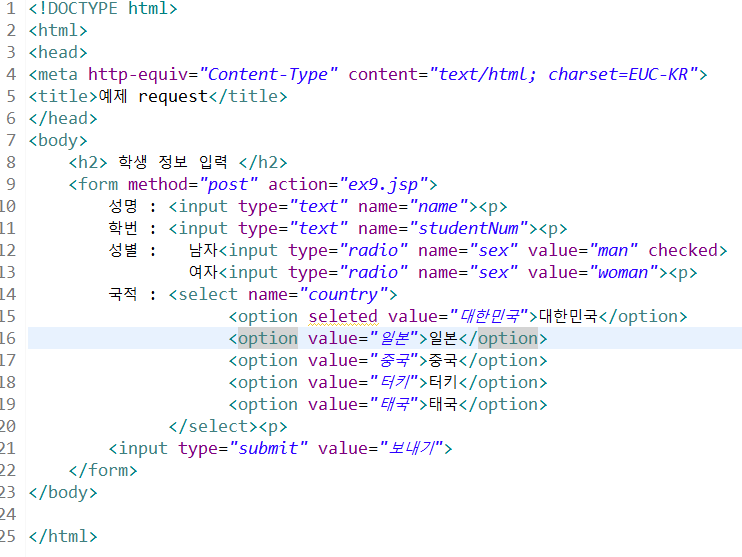 1 <!DOCTYPE html>
2 <html>
3 <head>
4 <meta http-equiv="Content-Type" content="text/html; charset=EUC-KR">
5 <title>예제 request</title>
6 </head>
7 <body>
8     <h2> 학생 정보 입력 </h2>
9     <form method="post" action="ex9.jsp">
10         성명 : <input type="text" name="name"><p>
11         학번 : <input type="text" name="studentNum"><p>
12         성별 :   남자<input type="radio" name="sex" value="man" checked>
13                 여자<input type="radio" name="sex" value="woman"><p>
14         국적 : <select name="country">
15                     <option seleted value="대한민국">대한민국</option>
16                     <option value="일본">일본</option>
17                     <option value="중국">중국</option>
18                     <option value="터키">터키</option>
19                     <option value="태국">태국</option>
20               </select><p>
21         <input type="submit" value="보내기">
22     </form>
23 </body>
24
25 </html>